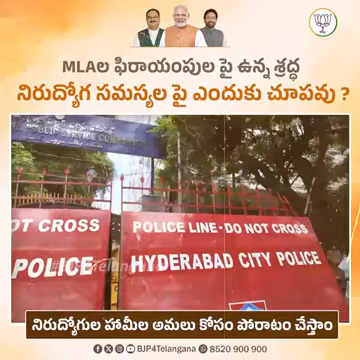 MLAల ఫిరాయంపుల పై ఉన్న శ్రద్ధ
నిరుద్యోగ సమస్యల పై ఎందుకు చూపవు ?
POLICE LINE - DO NOT CROSS
HYDERABAD CITY POLICE
OT CROSS
POLICE
నిరుద్యోగుల హామీల అమలు కోసం పోరాటం చేస్తాం
BJP4Telangana
8520 900 900